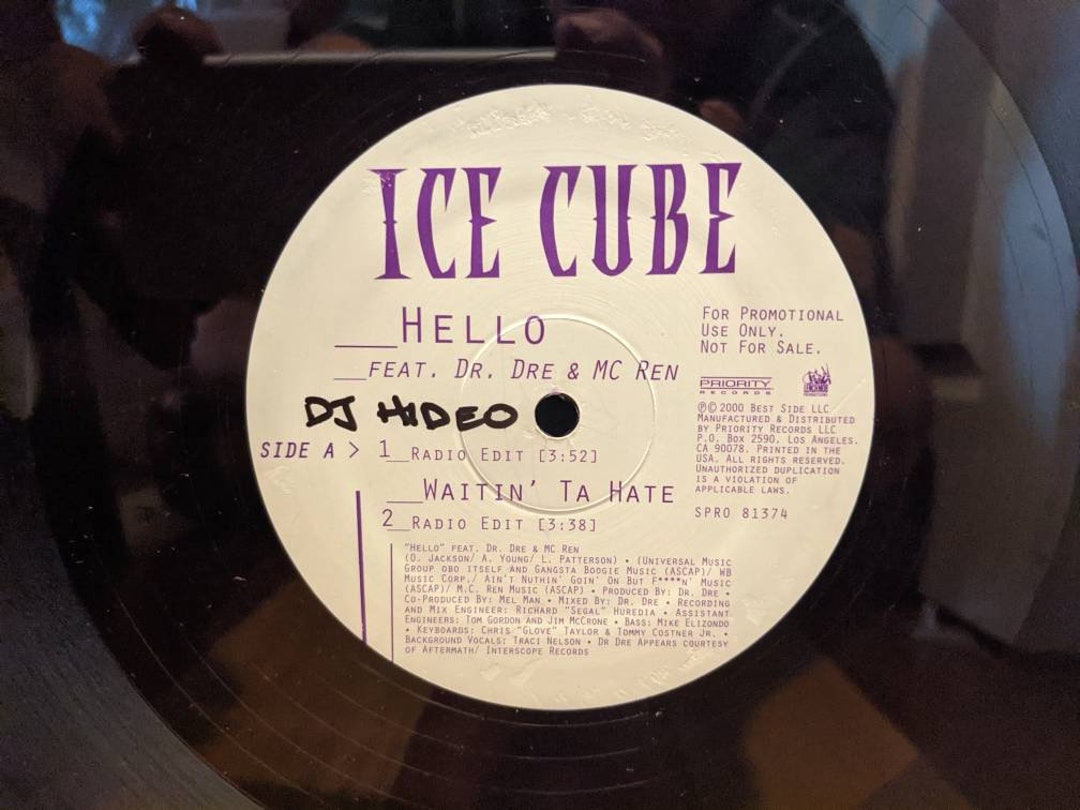 ICE CUBE
__HELLO
__FEAT. DR. DRE & MC REN
FOR PROMOTIONAL
USE ONLY.
NOT FOR SALE.
PRIORITY
RECORDS
℗© 2000 BEST SIDE LLC
MANUFACTURED & DISTRIBUTED
BY PRIORITY RECORDS LLC
P.O. BOX 2590, LOS ANGELES,
CA 90078. PRINTED IN THE
USA. ALL RIGHTS RESERVED.
UNAUTHORIZED DUPLICATION
IS A VIOLATION OF
APPLICABLE LAWS.
SPRO 81374
DJ HIDEO
SIDE A > 1__RADIO EDIT [3:52]
__WAITIN' TA HATE
2__RADIO EDIT [3:38]
"HELLO" FEAT. DR. DRE & MC REN
(O. JACKSON/ A. YOUNG/ L. PATTERSON) • (UNIVERSAL MUSIC
GROUP OBO ITSELF AND GANGSTA BOOGIE MUSIC (ASCAP)/ WB
MUSIC CORP./ AIN'T NUTHIN' GOIN' ON BUT F****N' MUSIC
(ASCAP)/ M.C. REN MUSIC (ASCAP) • PRODUCED BY: DR. DRE •
CO-PRODUCED BY: MEL MAN • MIXED BY: DR. DRE • RECORDING
AND MIX ENGINEER: RICHARD "SEGAL" HUREDIA • ASSISTANT
ENGINEERS: TOM GORDON AND JIM MCCRONE • BASS: MIKE ELIZONDO
• KEYBOARDS: CHRIS "GLOVE" TAYLOR & TOMMY COSTNER JR. •
BACKGROUND VOCALS: TRACI NELSON • DR DRE APPEARS COURTESY
OF AFTERMATH/ INTERSCOPE RECORDS